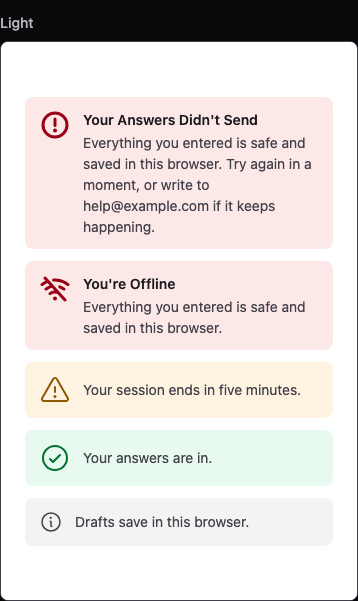 Light
Your Answers Didn't Send
Everything you entered is safe and
saved in this browser. Try again in a
moment, or write to
help@example.com if it keeps
happening.
You're Offline
Everything you entered is safe and
saved in this browser.
Your session ends in five minutes.
Your answers are in.
Drafts save in this browser.